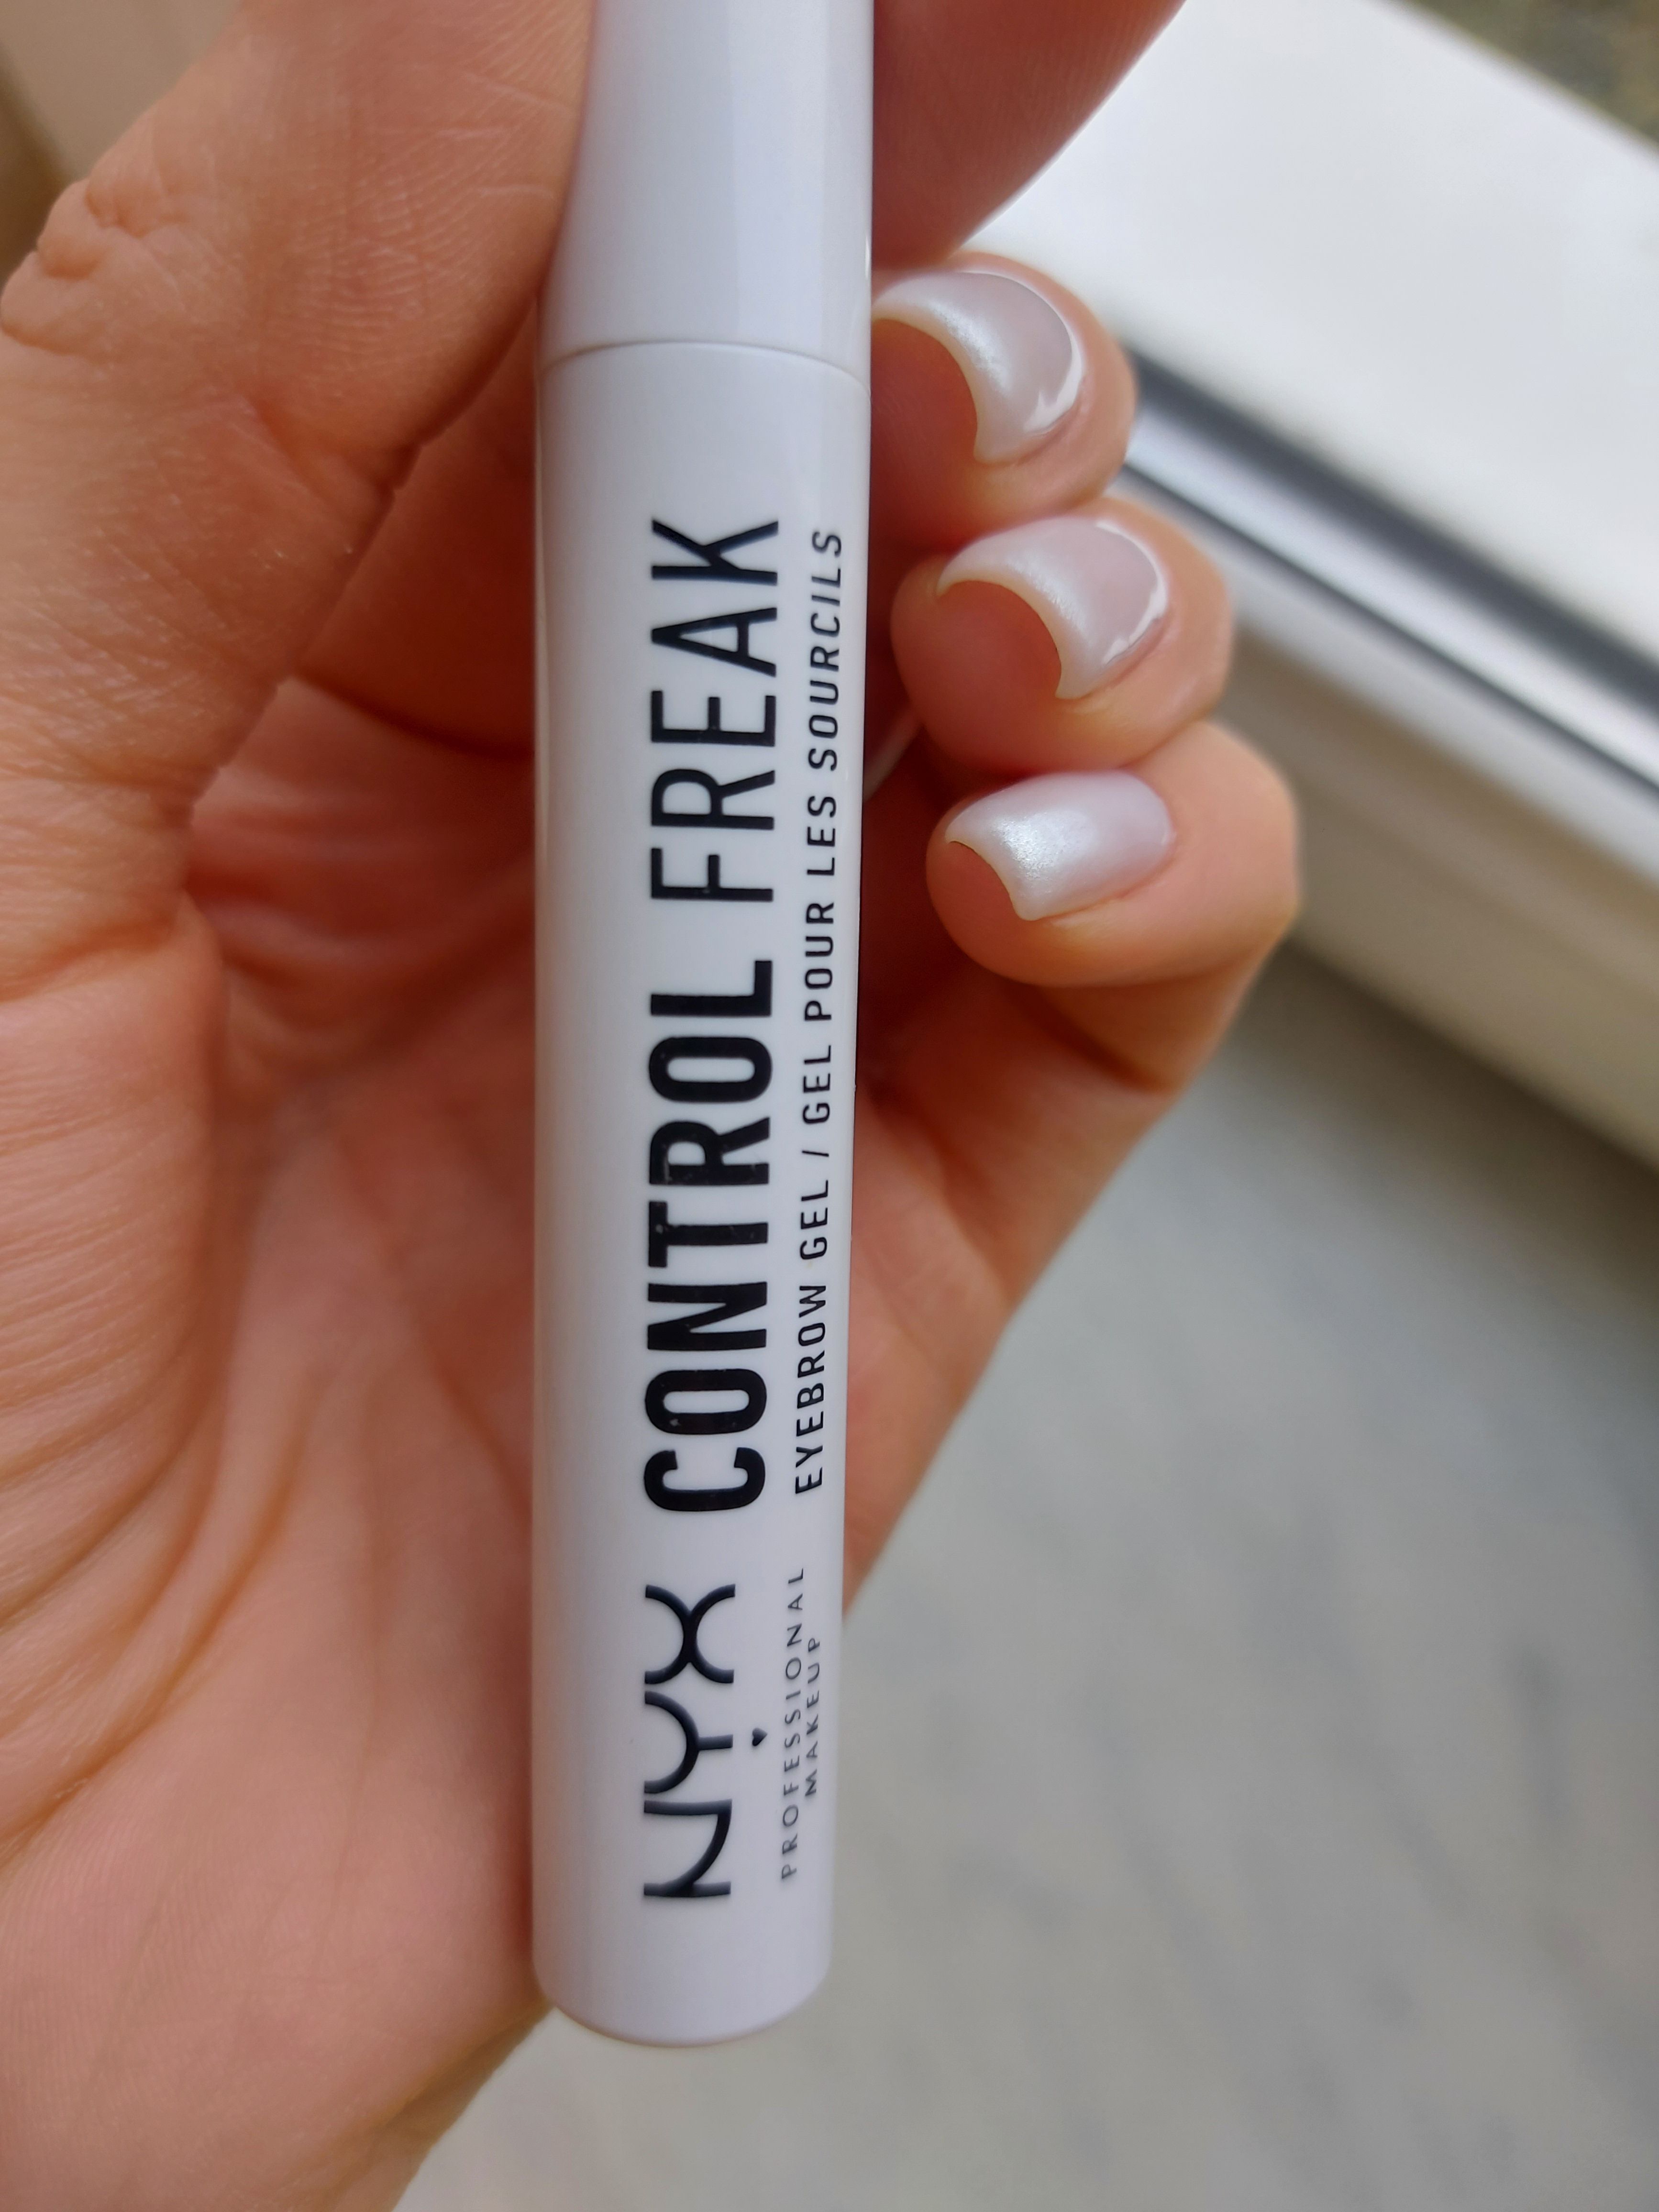 NYX
PROFESSIONAL
MAKEUP
CONTROL FREAK
EYEBROW GEL / GEL POUR LES SOURCILS